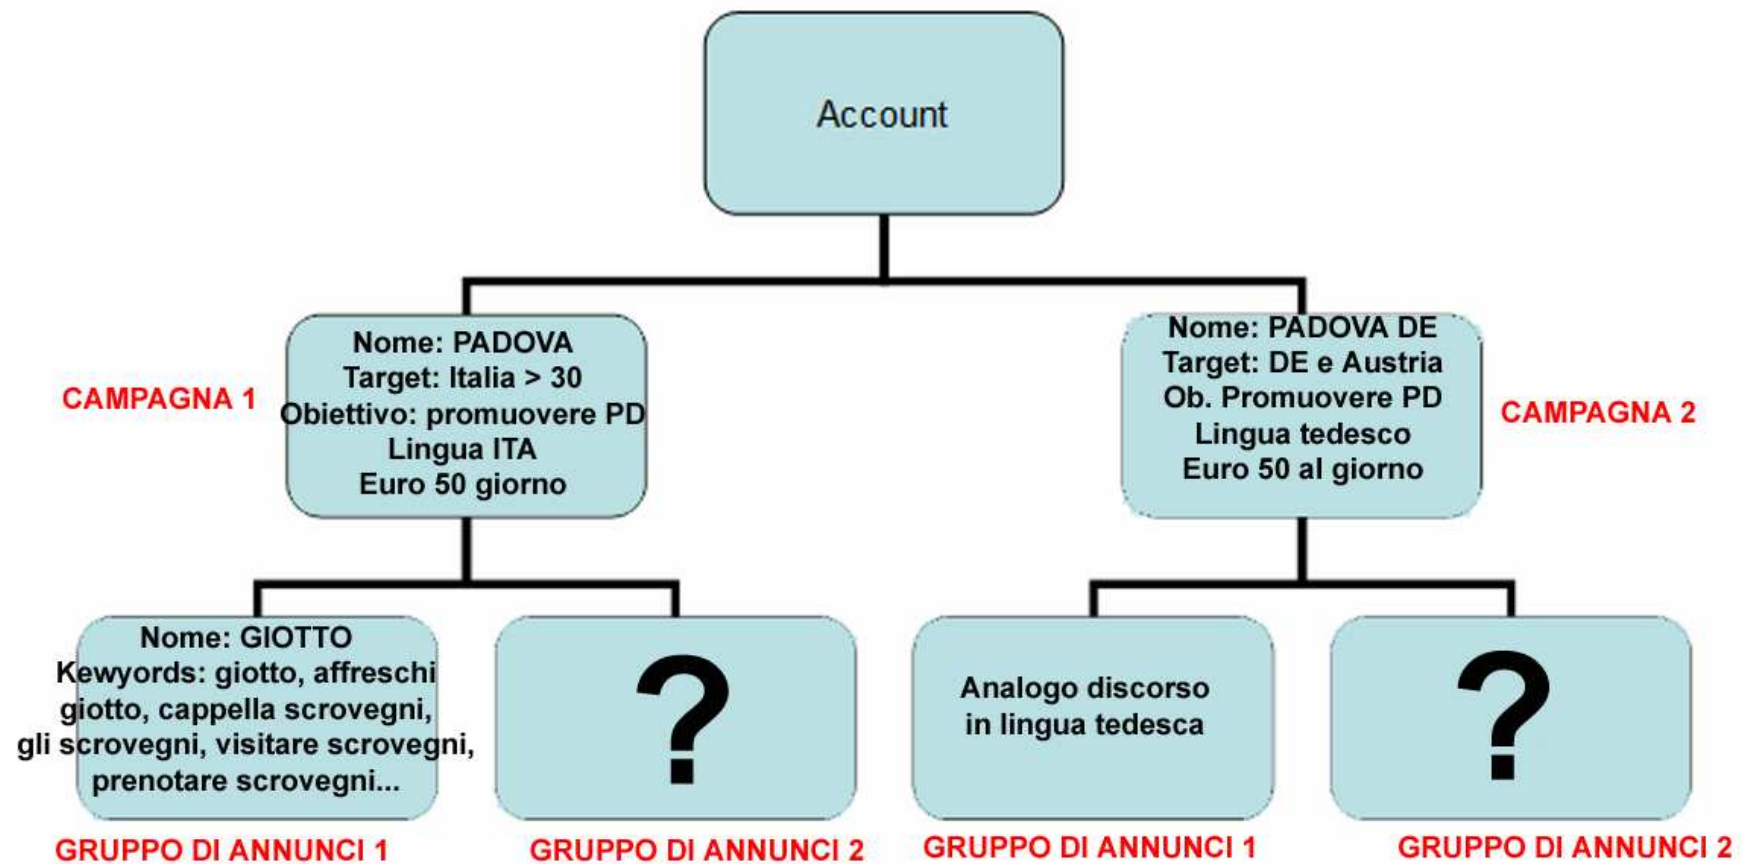 Account
CAMPAGNA 1
Nome: PADOVA
Target: Italia > 30
Obiettivo: promuovere PD
Lingua ITA
Euro 50 giorno
Nome: PADOVA DE
Target: DE e Austria
Ob. Promuovere PD
Lingua tedesco
Euro 50 al giorno
CAMPAGNA 2
Nome: GIOTTO
Kewyords: giotto, affreschi
giotto, cappella scrovegni,
gli scrovegni, visitare scrovegni,
prenotare scrovegni...
?
Analogo discorso
in lingua tedesca
?
GRUPPO DI ANNUNCI 1
GRUPPO DI ANNUNCI 2
GRUPPO DI ANNUNCI 1
GRUPPO DI ANNUNCI 2